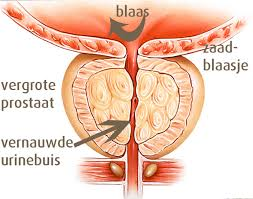 blaas
zaad-
blaasje
vergrote
prostaat
vernauwde
urinebuis